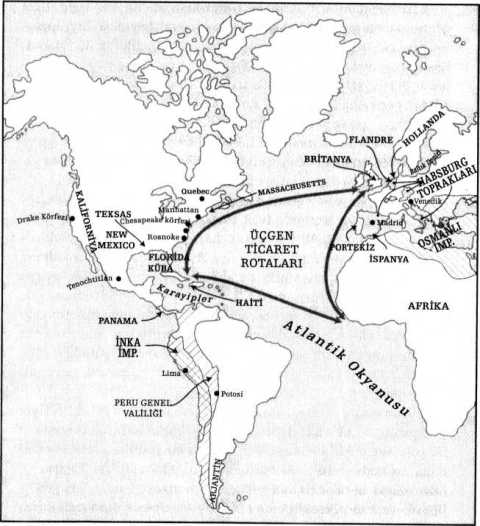 HOLLANDA
FLANDRE
BRİTANYA
Baltık
HABSBURG
TOPRAKLARI
Venedik
Quebec
MASSACHUSETTS
Manhattan
Chesapeake körfezi
Roanoke
Drake Körfezi
KALİFORNİYA
TEKSAS
NEW
MEXICO
FLORİDA
KÜBA
ÜÇGEN
TİCARET
ROTALARI
Madrid
PORTEKİZ
İSPANYA
OSMANLI
İMP.
Tenochtitlan
Karayipler
HAİTİ
PANAMA
AFRİKA
Atlantik Okyanusu
İNKA
İMP.
Lima
PERU GENEL
VALİLİĞİ
Potosi
ARJANTİN